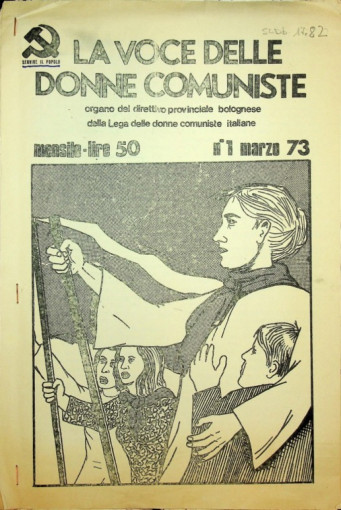 SERVIRE IL POPOLO
LA VOCE DELLE
DONNE COMUNISTE
organo del direttivo provinciale bolognese
della Lega delle donne comuniste italiane
mensile-lire 50 n°1 marzo 73